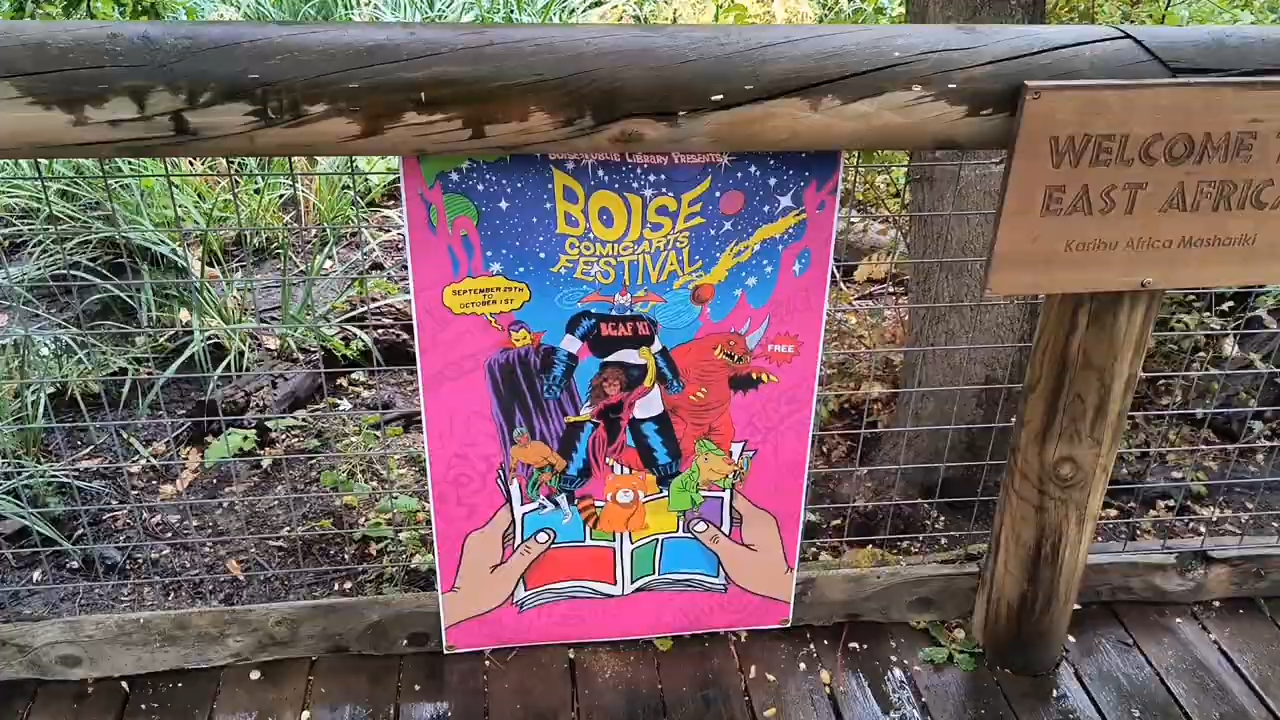 BOISE PUBLIC LIBRARY PRESENTS
BOISE
COMIC ARTS
FESTIVAL
SEPTEMBER 29TH
TO
OCTOBER 1ST
BCAF XI
FREE
WELCOME
EAST AFRICA
Karibu Africa Mashariki